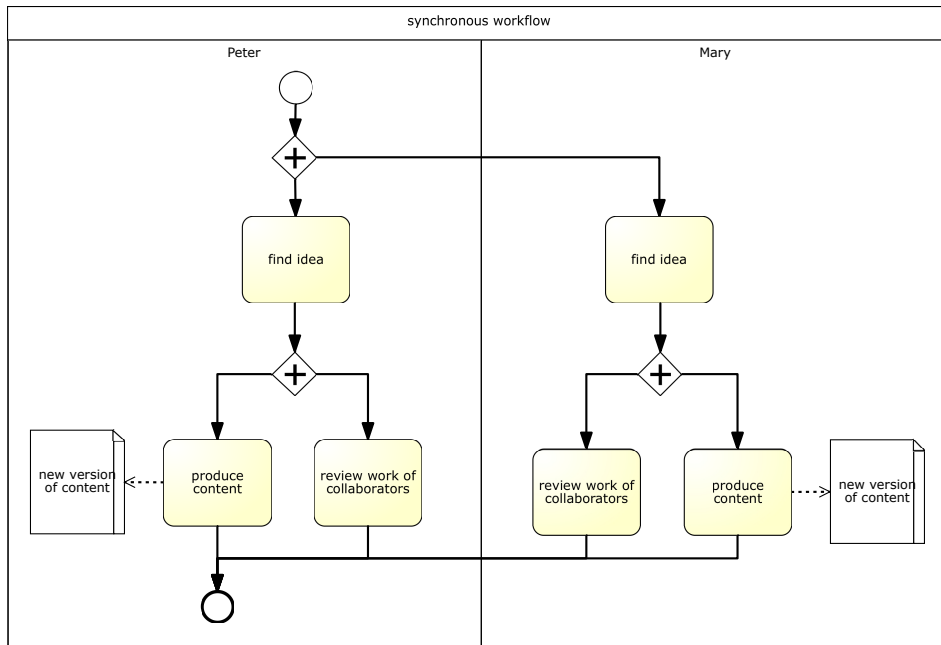 synchronous workflow
Peter
Mary
find idea
find idea
new version
of content
produce
content
review work of
collaborators
review work of
collaborators
produce
content
new version
of content